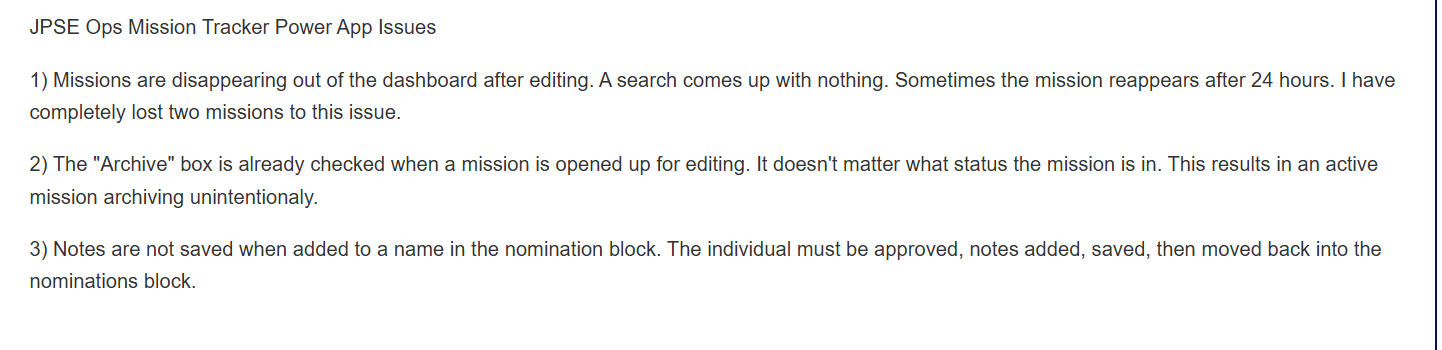 JPSE Ops Mission Tracker Power App Issues
1) Missions are disappearing out of the dashboard after editing. A search comes up with nothing. Sometimes the mission reappears after 24 hours. I have
completely lost two missions to this issue.
2) The "Archive" box is already checked when a mission is opened up for editing. It doesn't matter what status the mission is in. This results in an active
mission archiving unintentionaly.
3) Notes are not saved when added to a name in the nomination block. The individual must be approved, notes added, saved, then moved back into the
nominations block.